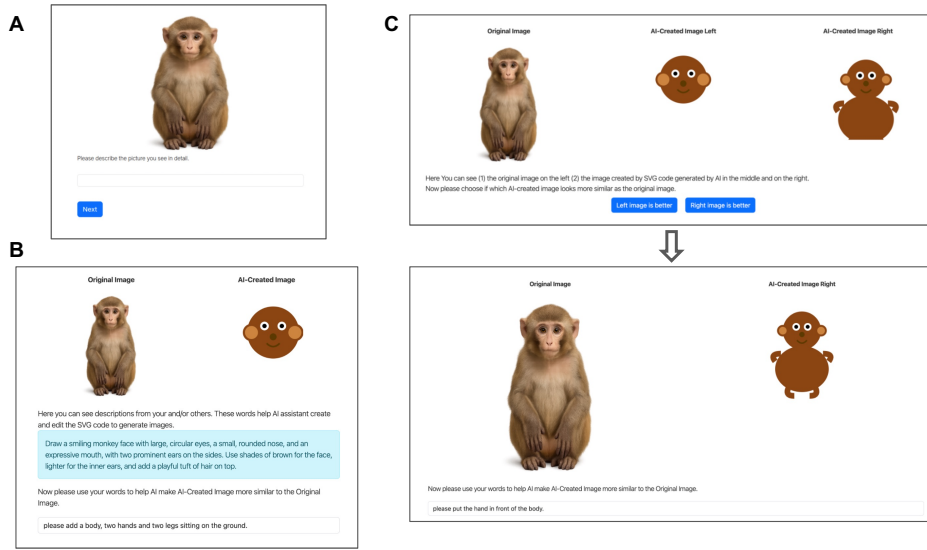 A
Please describe the picture you see in detail.
Next
B
Original Image
AI-Created Image
Here you can see descriptions from your and/or others. These words help AI assistant create
and edit the SVG code to generate images.
Draw a smiling monkey face with large, circular eyes, a small, rounded nose, and an
expressive mouth, with two prominent ears on the sides. Use shades of brown for the face,
lighter for the inner ears, and add a playful tuft of hair on top.
Now please use your words to help AI make AI-Created Image more similar to the Original
Image.
please add a body, two hands and two legs sitting on the ground.
C
Original Image
AI-Created Image Left
AI-Created Image Right
Here You can see (1) the original image on the left (2) the image created by SVG code generated by AI in the middle and on the right.
Now please choose if which AI-created image looks more similar as the original image.
Left image is better
Right image is better
Original Image
AI-Created Image Right
Now please use your words to help AI make AI-Created Image more similar to the Original Image.
please put the hand in front of the body.